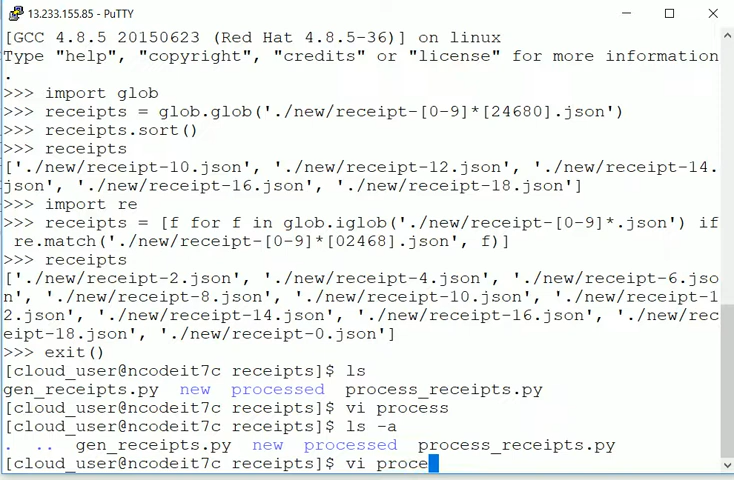 13.233.155.85 - PuTTY
[GCC 4.8.5 20150623 (Red Hat 4.8.5-36)] on linux
Type "help", "copyright", "credits" or "license" for more information
.
>>> import glob
>>> receipts = glob.glob('./new/receipt-[0-9]*[24680].json')
>>> receipts.sort()
>>> receipts
['./new/receipt-10.json', './new/receipt-12.json', './new/receipt-14.
json', './new/receipt-16.json', './new/receipt-18.json']
>>> import re
>>> receipts = [f for f in glob.iglob('./new/receipt-[0-9]*.json') if
 re.match('./new/receipt-[0-9]*[02468].json', f)]
>>> receipts
['./new/receipt-2.json', './new/receipt-4.json', './new/receipt-6.jso
n', './new/receipt-8.json', './new/receipt-10.json', './new/receipt-1
2.json', './new/receipt-14.json', './new/receipt-16.json', './new/rec
eipt-18.json', './new/receipt-0.json']
>>> exit()
[cloud_user@ncodeit7c receipts]$ ls
gen_receipts.py  new  processed  process_receipts.py
[cloud_user@ncodeit7c receipts]$ vi process
[cloud_user@ncodeit7c receipts]$ ls -a
.  ..  gen_receipts.py  new  processed  process_receipts.py
[cloud_user@ncodeit7c receipts]$ vi proce